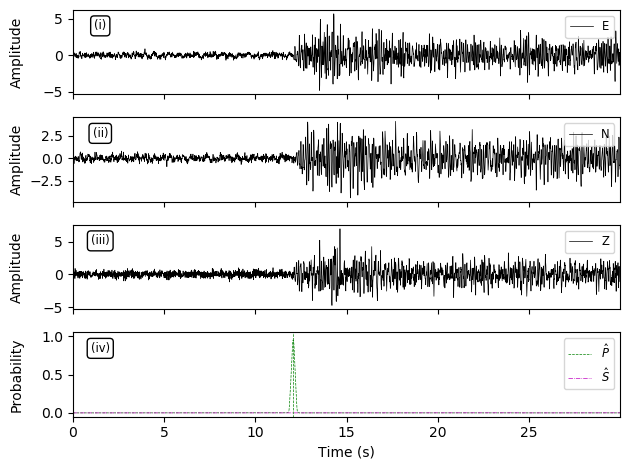 Amplitude
(i)
E
5
0
−5
Amplitude
(ii)
N
2.5
0.0
−2.5
Amplitude
(iii)
Z
5
0
−5
Probability
(iv)
P̂
Ŝ
1.0
0.5
0.0
0 5 10 15 20 25
Time (s)